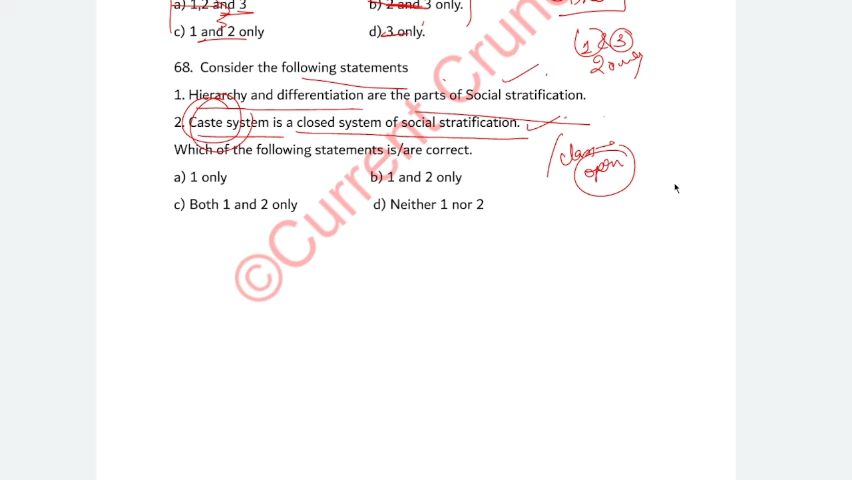 a) 1,2 and 3
b) 2 and 3 only.
c) 1 and 2 only
d) 3 only.
68. Consider the following statements
1. Hierarchy and differentiation are the parts of Social stratification.
2. Caste system is a closed system of social stratification.
Which of the following statements is/are correct.
a) 1 only
b) 1 and 2 only
c) Both 1 and 2 only
d) Neither 1 nor 2
2 only
class
open
©Current Crun